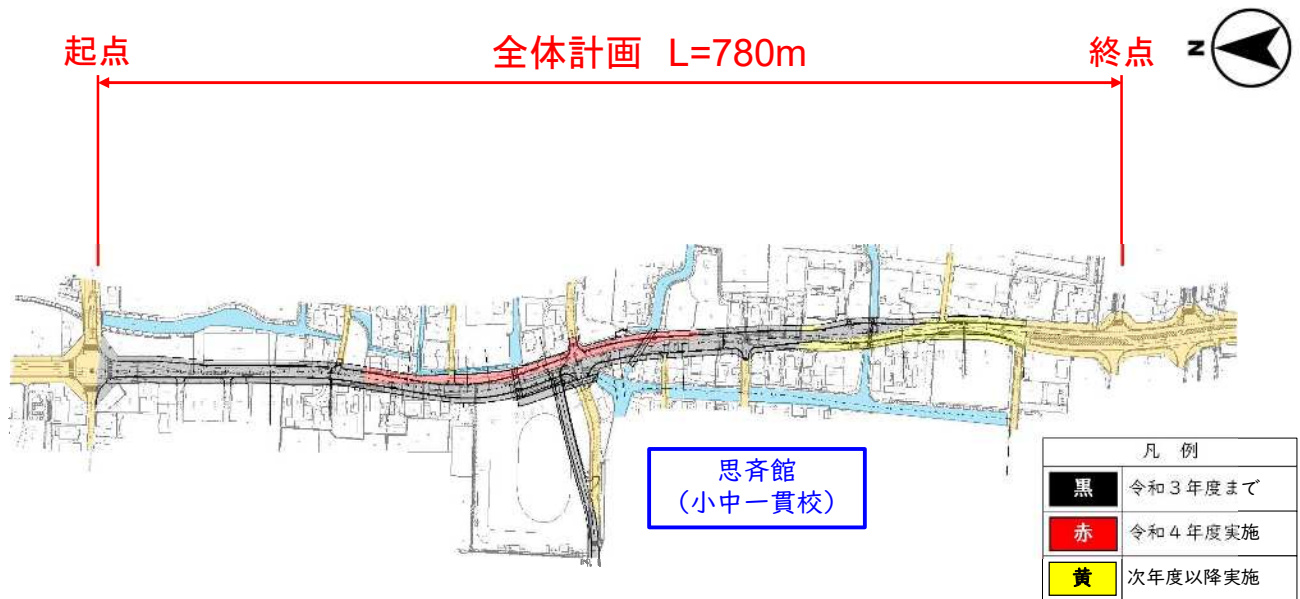 起点
全体計画 L=780m
終点
N
思斉館
(小中一貫校)
凡 例
黒 令和3年度まで
赤 令和4年度実施
黄 次年度以降実施